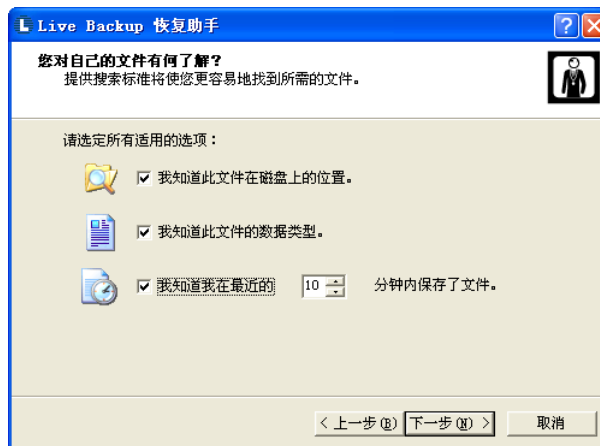 Live Backup 恢复助手
您对自己的文件有何了解？
提供搜索标准将使您更容易地找到所需的文件。
请选定所有适用的选项：
我知道此文件在磁盘上的位置。
我知道此文件的数据类型。
我知道我在最近的 10 分钟内保存了文件。
< 上一步(B) 下一步(N) > 取消